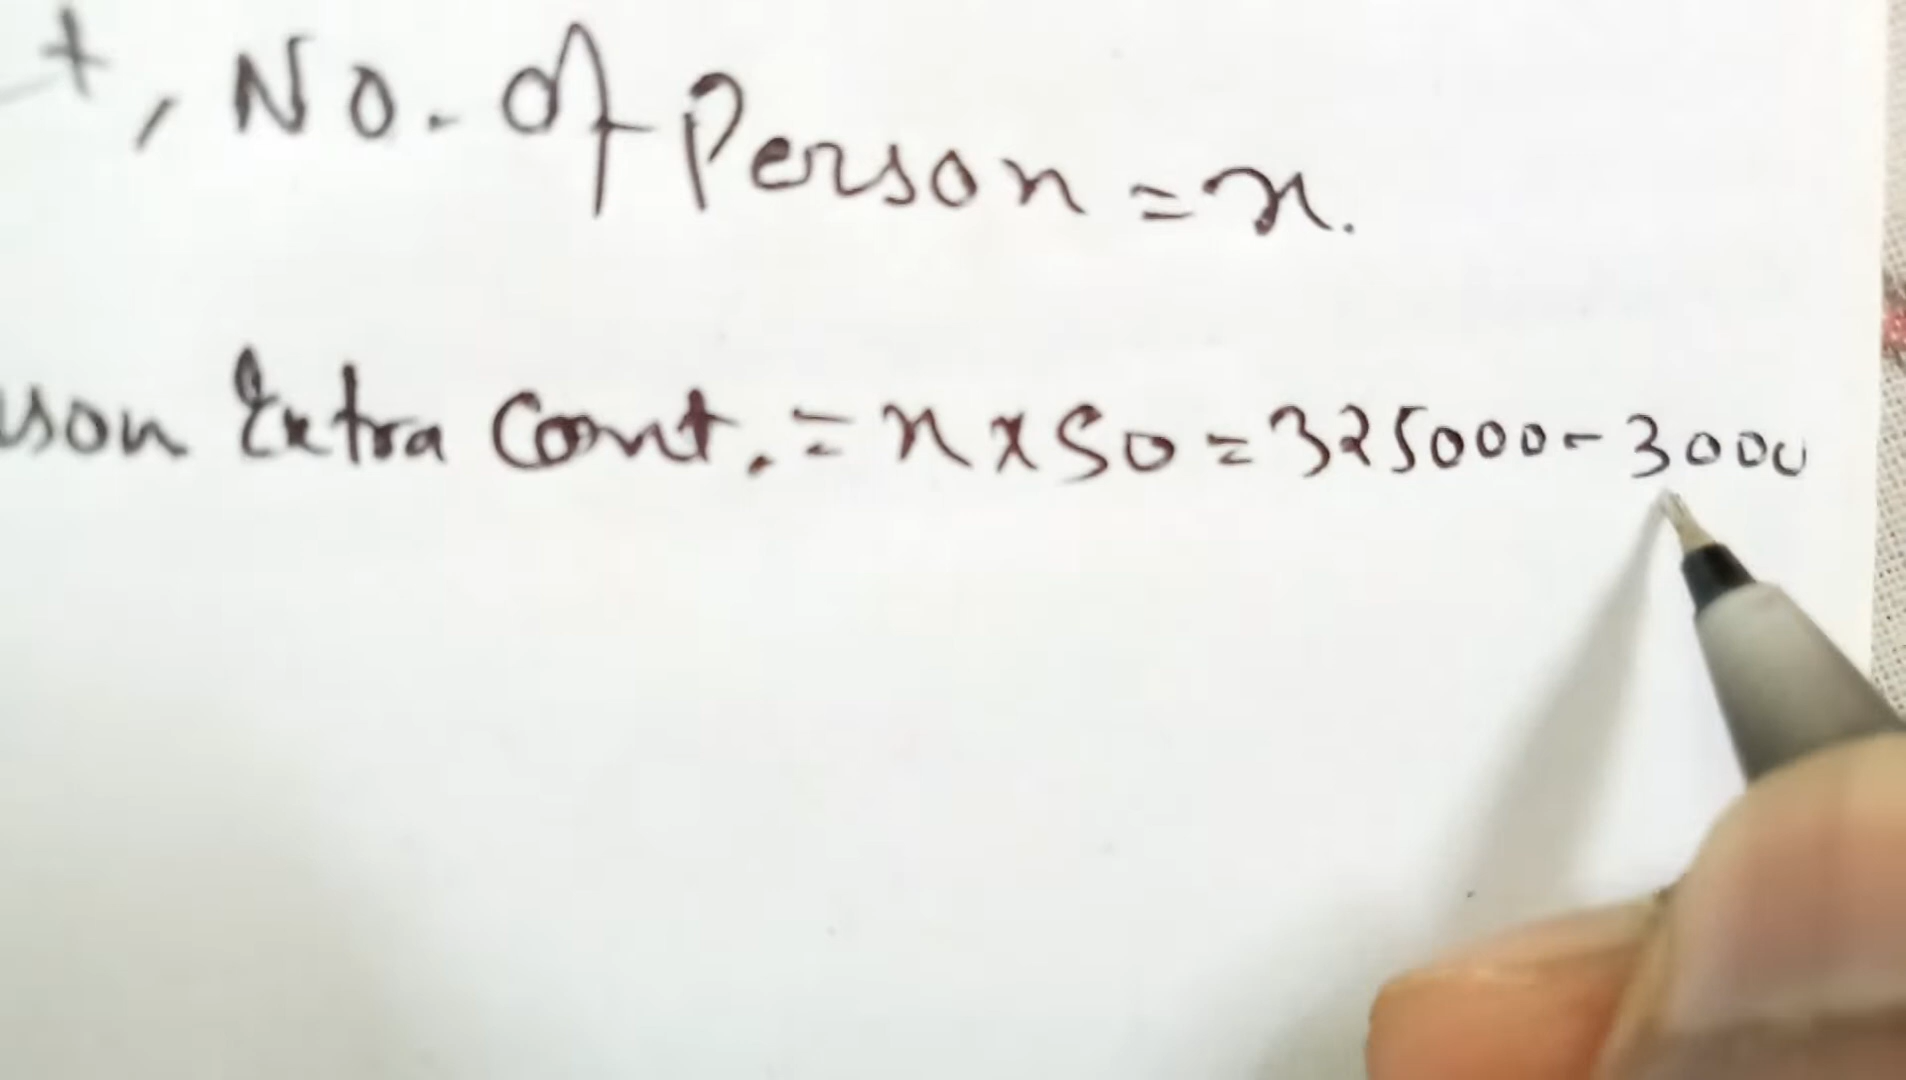 , No. of Person = x.
Extra Cont. = x x 50 = 325000 - 3000